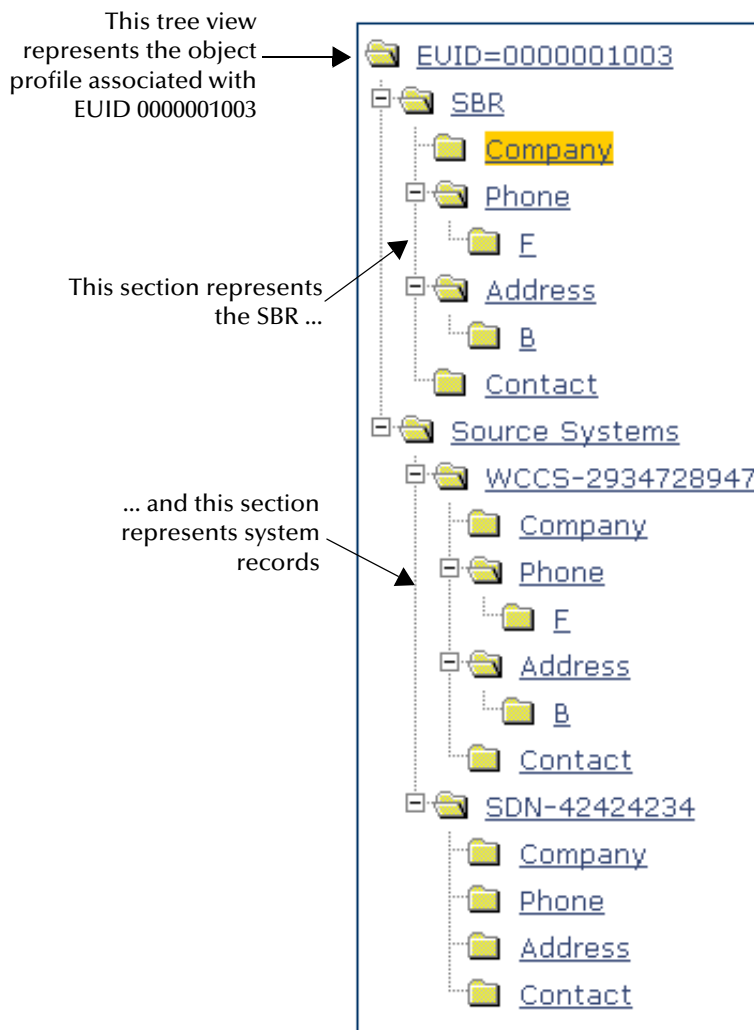 This tree view
represents the object
profile associated with
EUID 0000001003
EUID=0000001003
SBR
Company
Phone
F
This section represents
the SBR ...
Address
B
Contact
Source Systems
WCCS-2934728947
... and this section
represents system
records
Company
Phone
F
Address
B
Contact
SDN-42424234
Company
Phone
Address
Contact